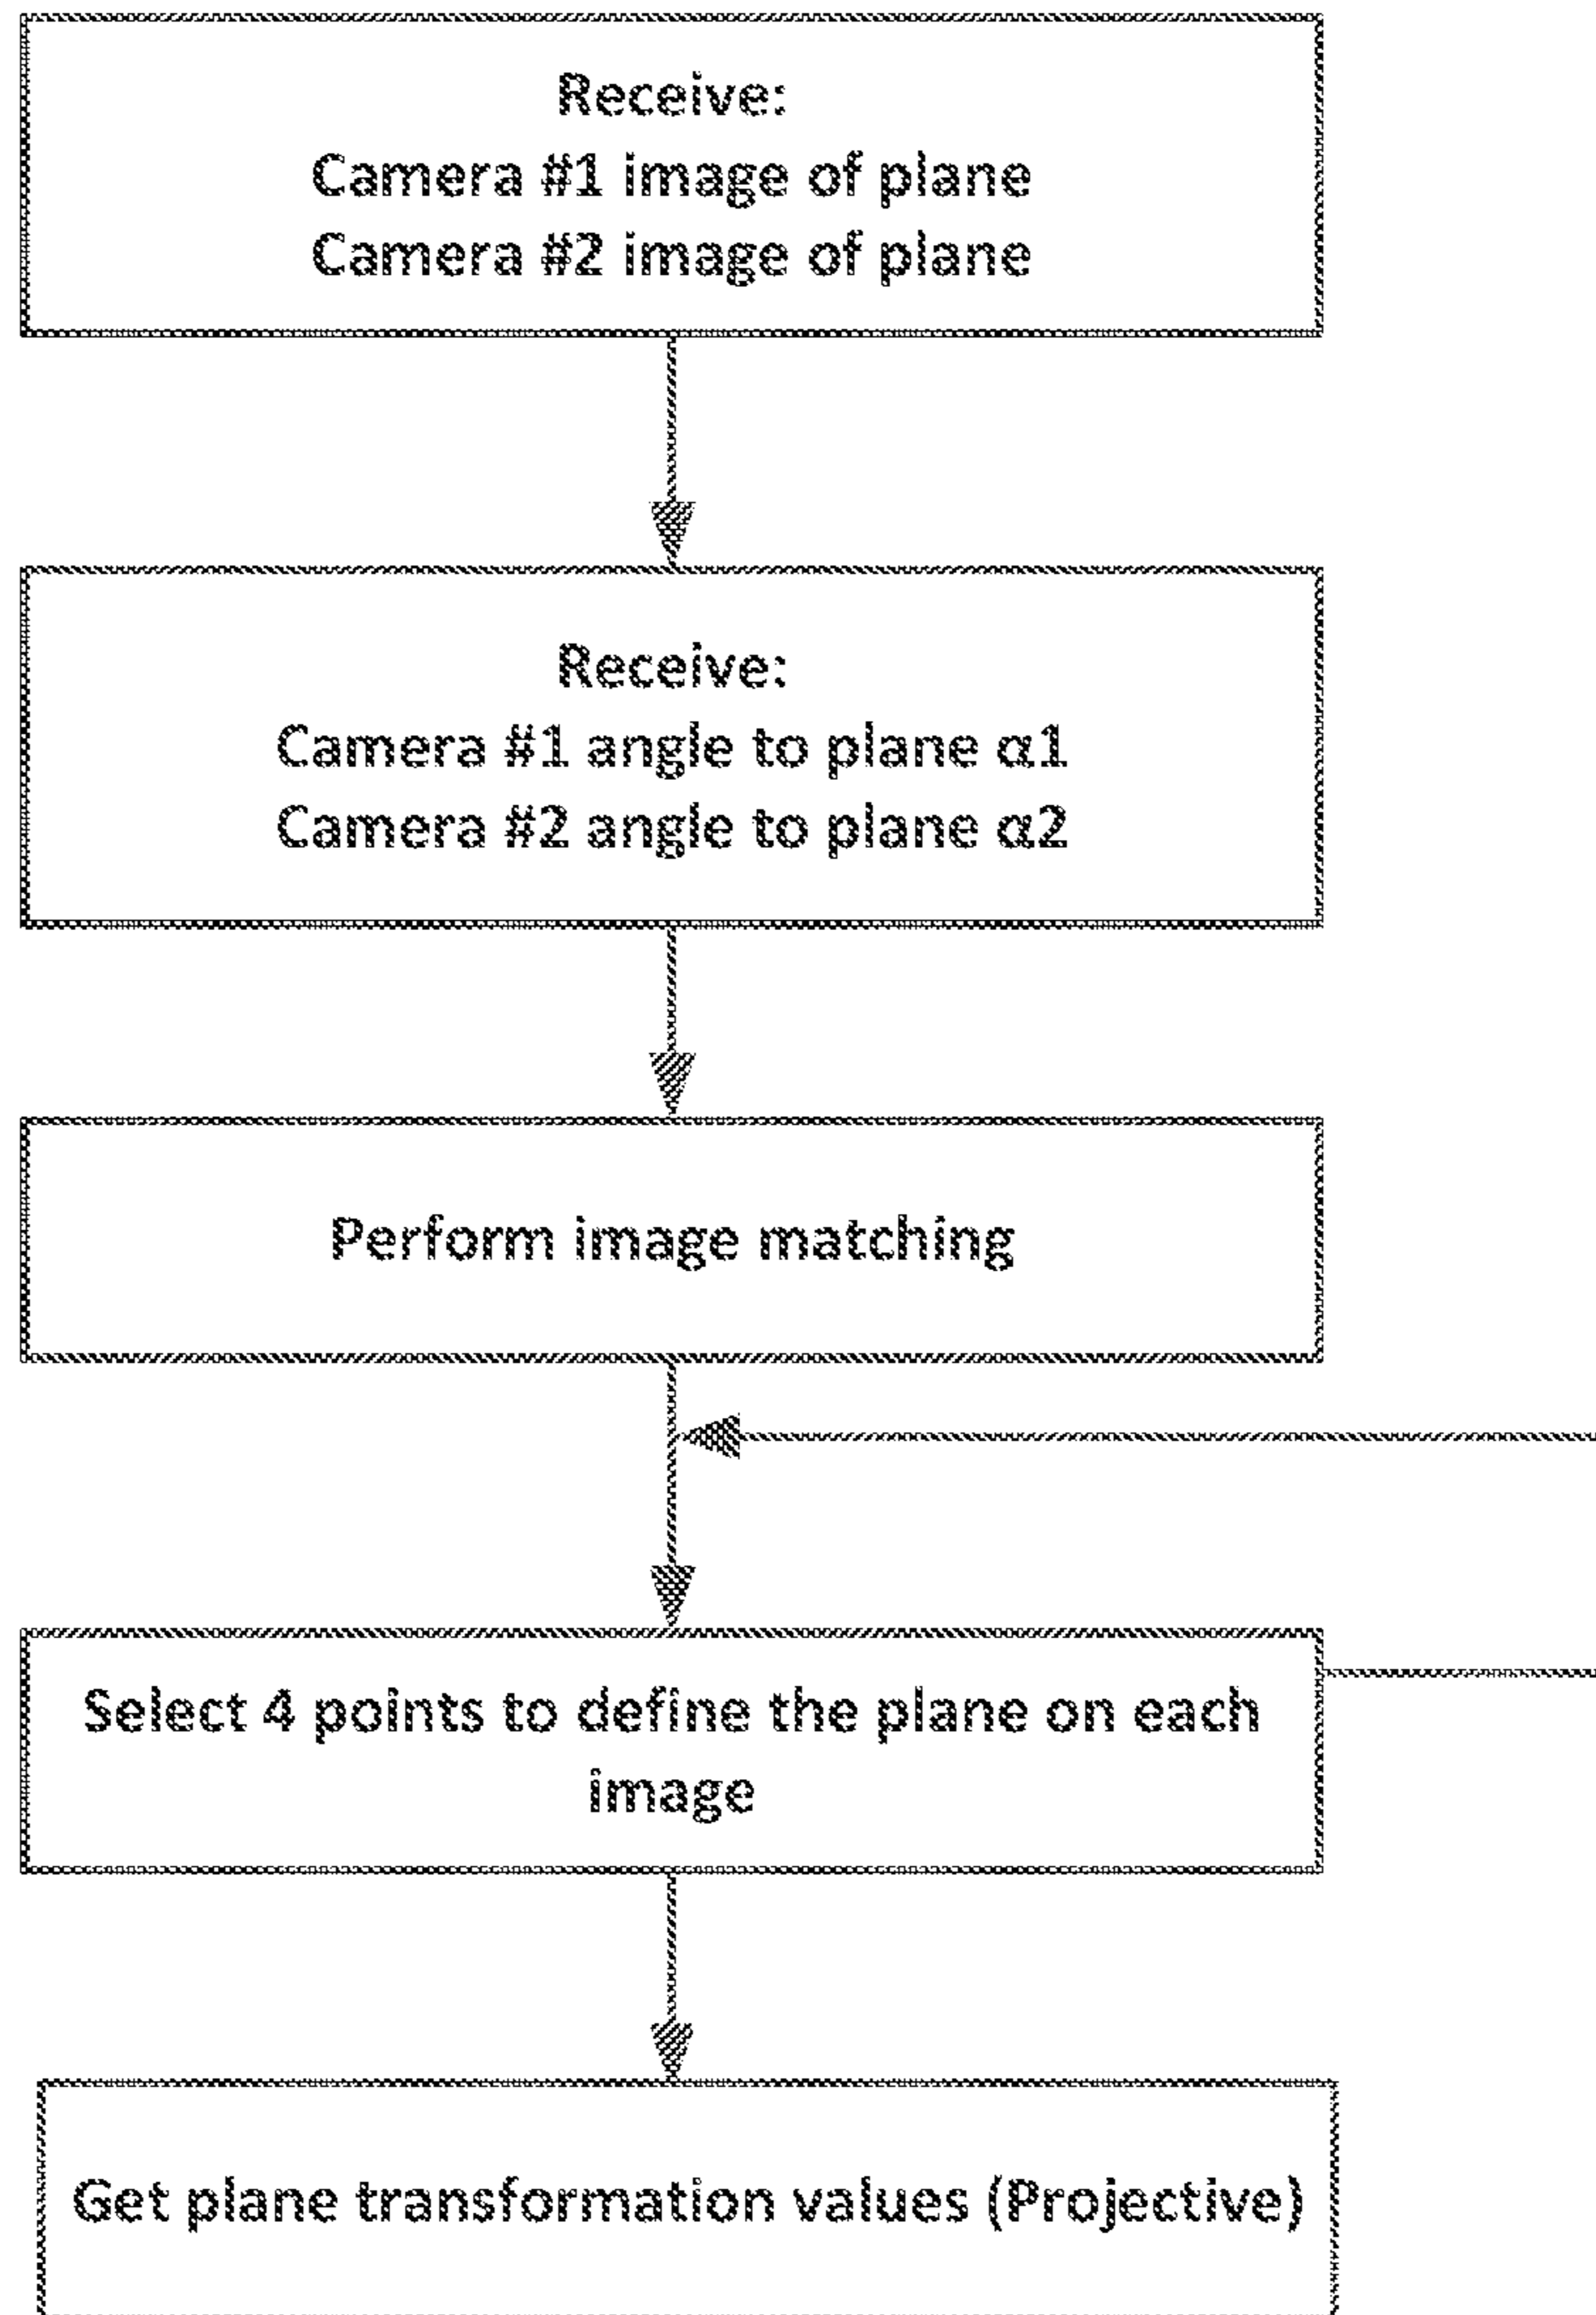 Receive:
Camera #1 image of plane
Camera #2 image of plane
Receive:
Camera #1 angle to plane α1
Camera #2 angle to plane α2
Perform image matching
Select 4 points to define the plane on each
image
Get plane transformation values (Projective)